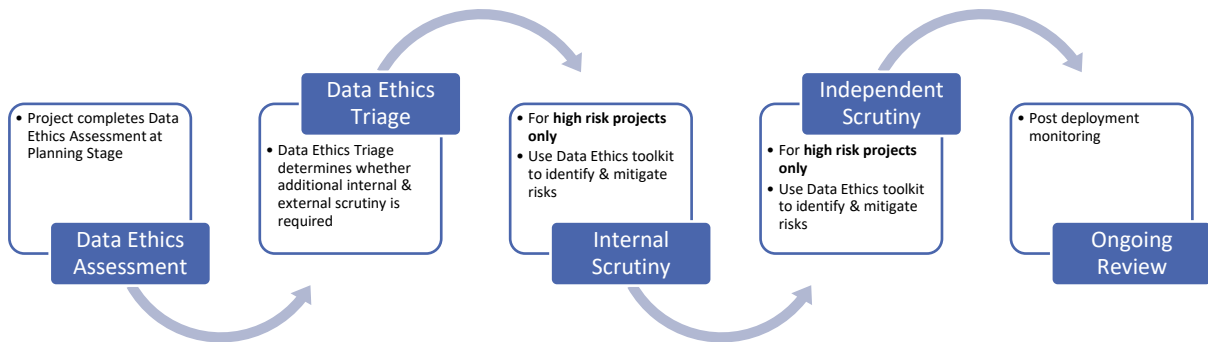 • Project completes Data
Ethics Assessment at
Planning Stage
Data Ethics
Assessment
Data Ethics
Triage
• Data Ethics Triage
determines whether
additional internal &
external scrutiny is
required
• For high risk projects
only
• Use Data Ethics toolkit
to identify & mitigate
risks
Internal
Scrutiny
Independent
Scrutiny
• For high risk projects
only
• Use Data Ethics toolkit
to identify & mitigate
risks
• Post deployment
monitoring
Ongoing
Review